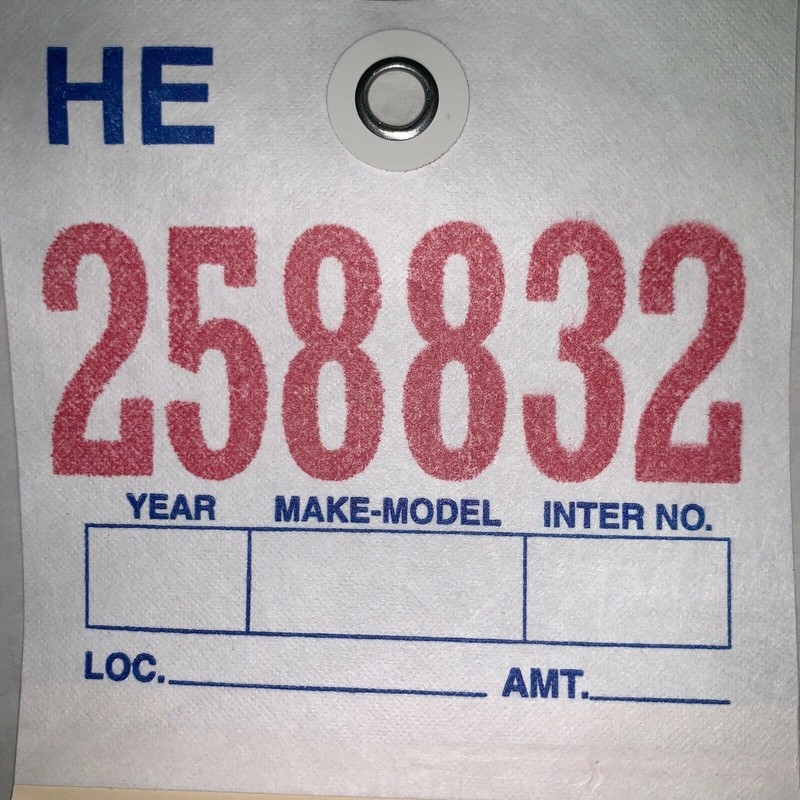 HE
258832
YEAR MAKE-MODEL INTER NO.
LOC. AMT.